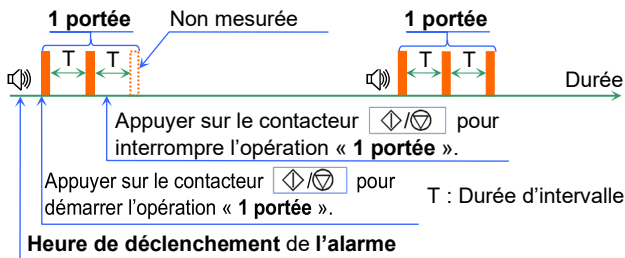 1 portée
Non mesurée
1 portée
T T
T T
Durée
Appuyer sur le contacteur / pour
interrompre l’opération « 1 portée ».
Appuyer sur le contacteur / pour
démarrer l’opération « 1 portée ».
T : Durée d’intervalle
Heure de déclenchement de l’alarme